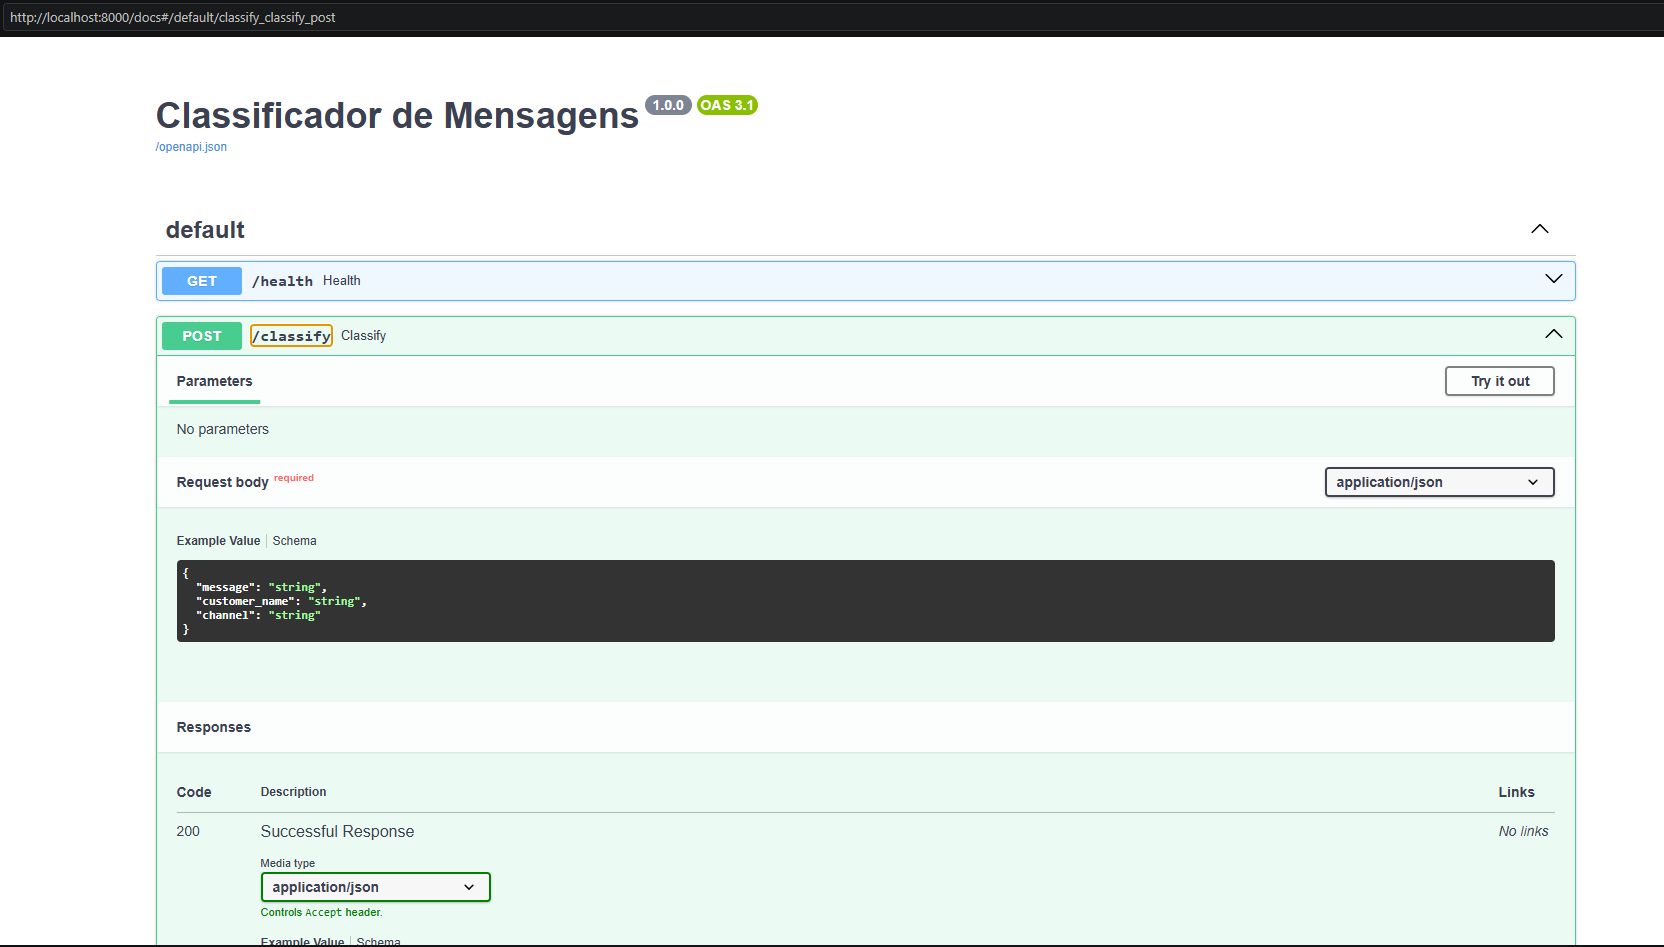 http://localhost:8000/docs#/default/classify_classify_post
Classificador de Mensagens 1.0.0 OAS 3.1
/openapi.json
default
GET /health Health
POST /classify Classify
Parameters
Try it out
No parameters
Request body required
application/json
Example Value Schema
{
"message": "string",
"customer_name": "string",
"channel": "string"
}
Responses
Code Description Links
200 Successful Response No links
Media type
application/json
Controls Accept header.
Example Value Schema